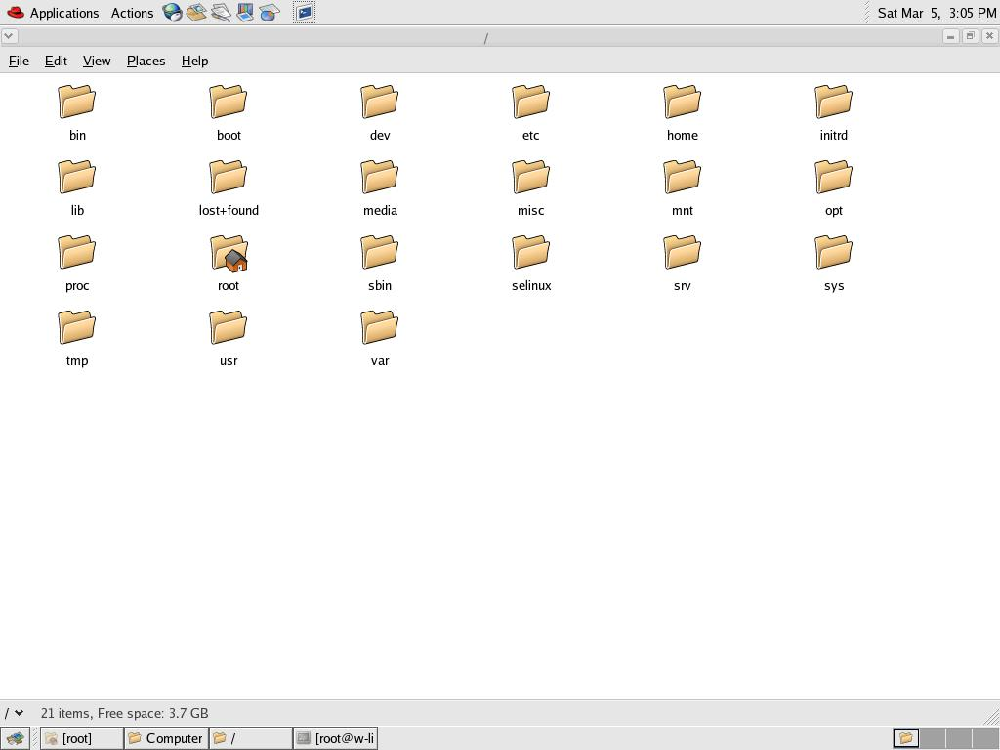 Applications Actions Sat Mar 5, 3:05 PM
/
File Edit View Places Help
bin boot dev etc home initrd
lib lost+found media misc mnt opt
proc root sbin selinux srv sys
tmp usr var
/ 21 items, Free space: 3.7 GB
[root] Computer / [root@w-li